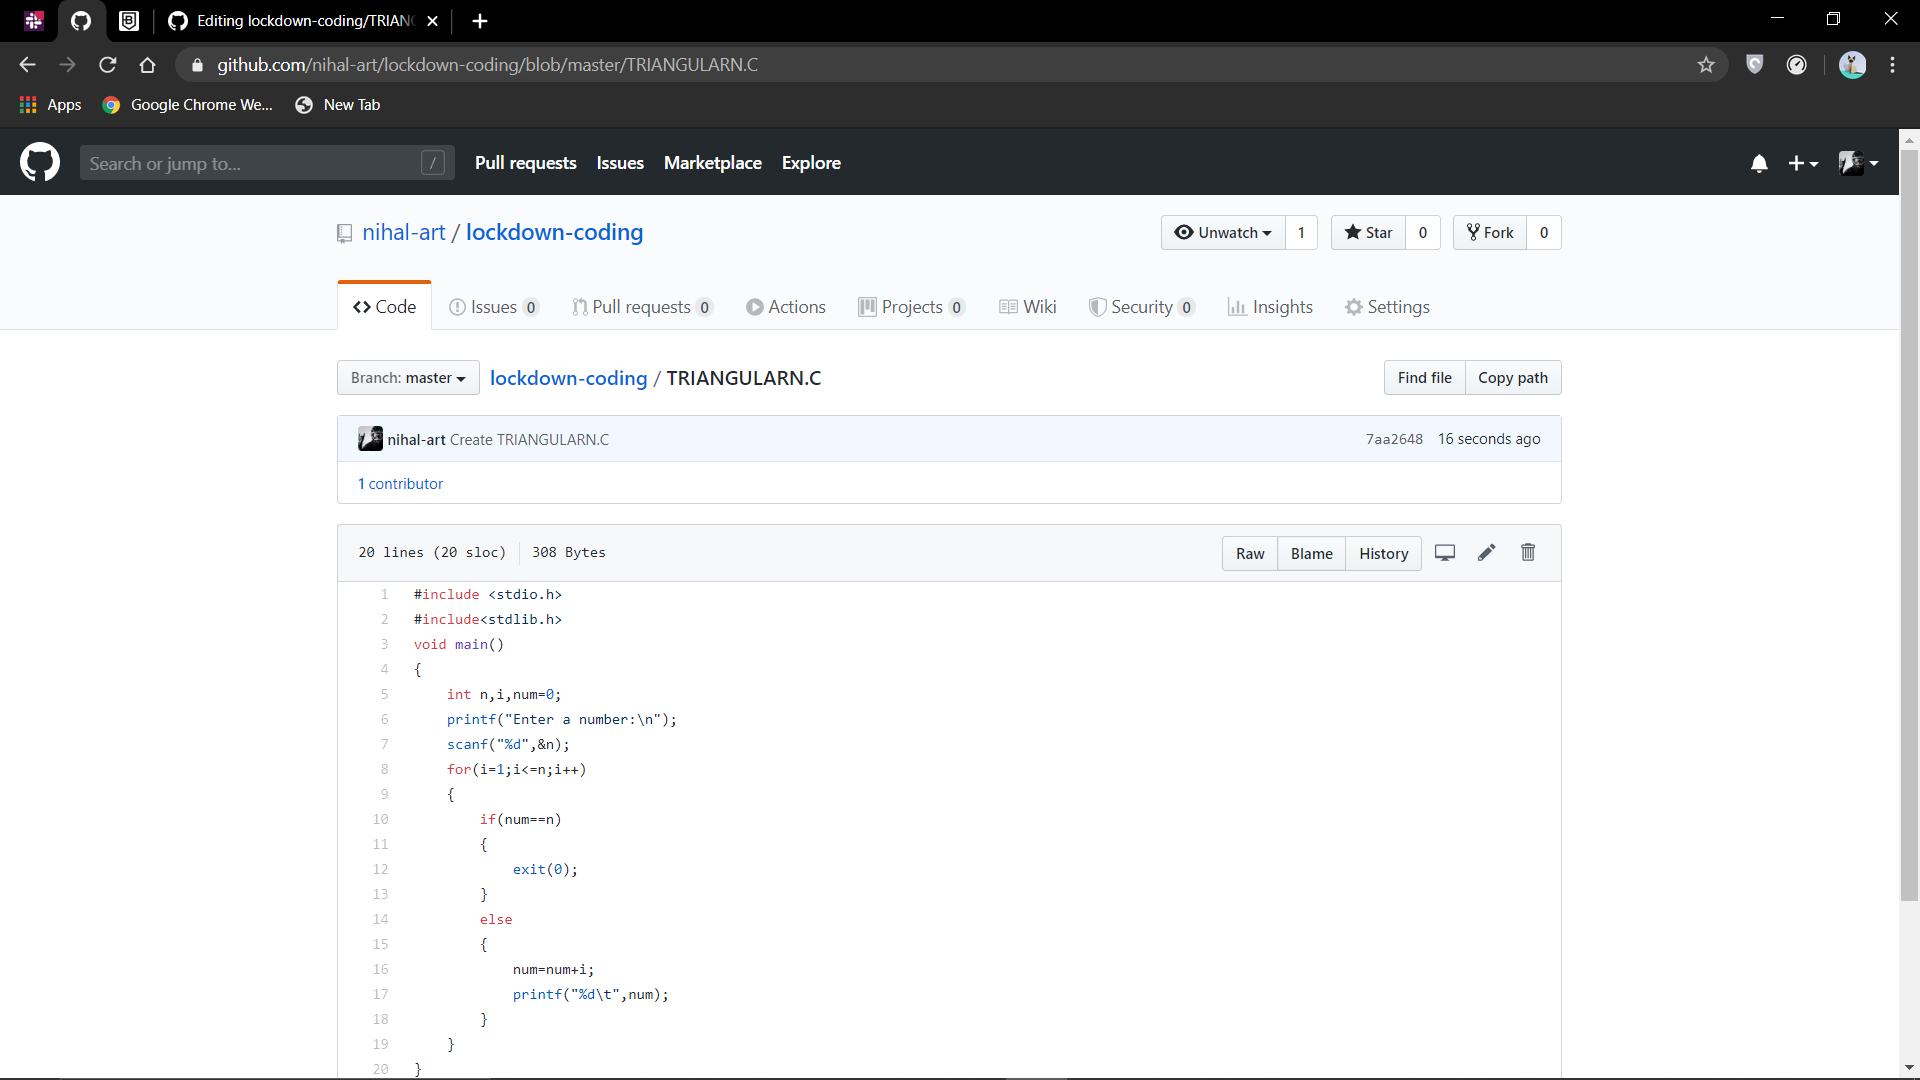 Editing lockdown-coding/TRIANG
github.com/nihal-art/lockdown-coding/blob/master/TRIANGULARN.C
Apps Google Chrome We... New Tab
Search or jump to... / Pull requests Issues Marketplace Explore
nihal-art / lockdown-coding Unwatch 1 Star 0 Fork 0
Code Issues 0 Pull requests 0 Actions Projects 0 Wiki Security 0 Insights Settings
Branch: master lockdown-coding / TRIANGULARN.C Find file Copy path
nihal-art Create TRIANGULARN.C 7aa2648 16 seconds ago
1 contributor
20 lines (20 sloc) 308 Bytes Raw Blame History
1 #include <stdio.h>
2 #include<stdlib.h>
3 void main()
4 {
5 int n,i,num=0;
6 printf("Enter a number:\n");
7 scanf("%d",&n);
8 for(i=1;i<=n;i++)
9 {
10 if(num==n)
11 {
12 exit(0);
13 }
14 else
15 {
16 num=num+i;
17 printf("%d\t",num);
18 }
19 }
20 }